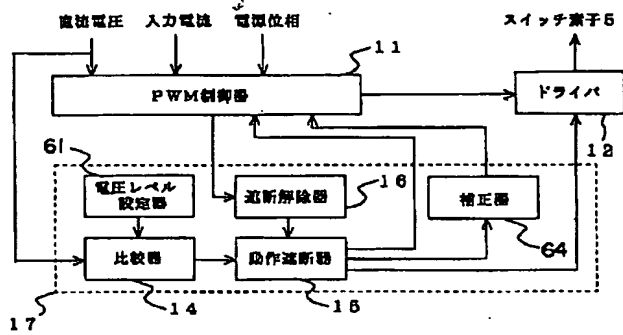 直流電圧 入力電流 電源位相 スイッチ素子5
11
PWM制御器 ドライバ
12
61
電圧レベル
設定器
遮断解除器 16 補正器
64
比較器 動作遮断器
14 15
17